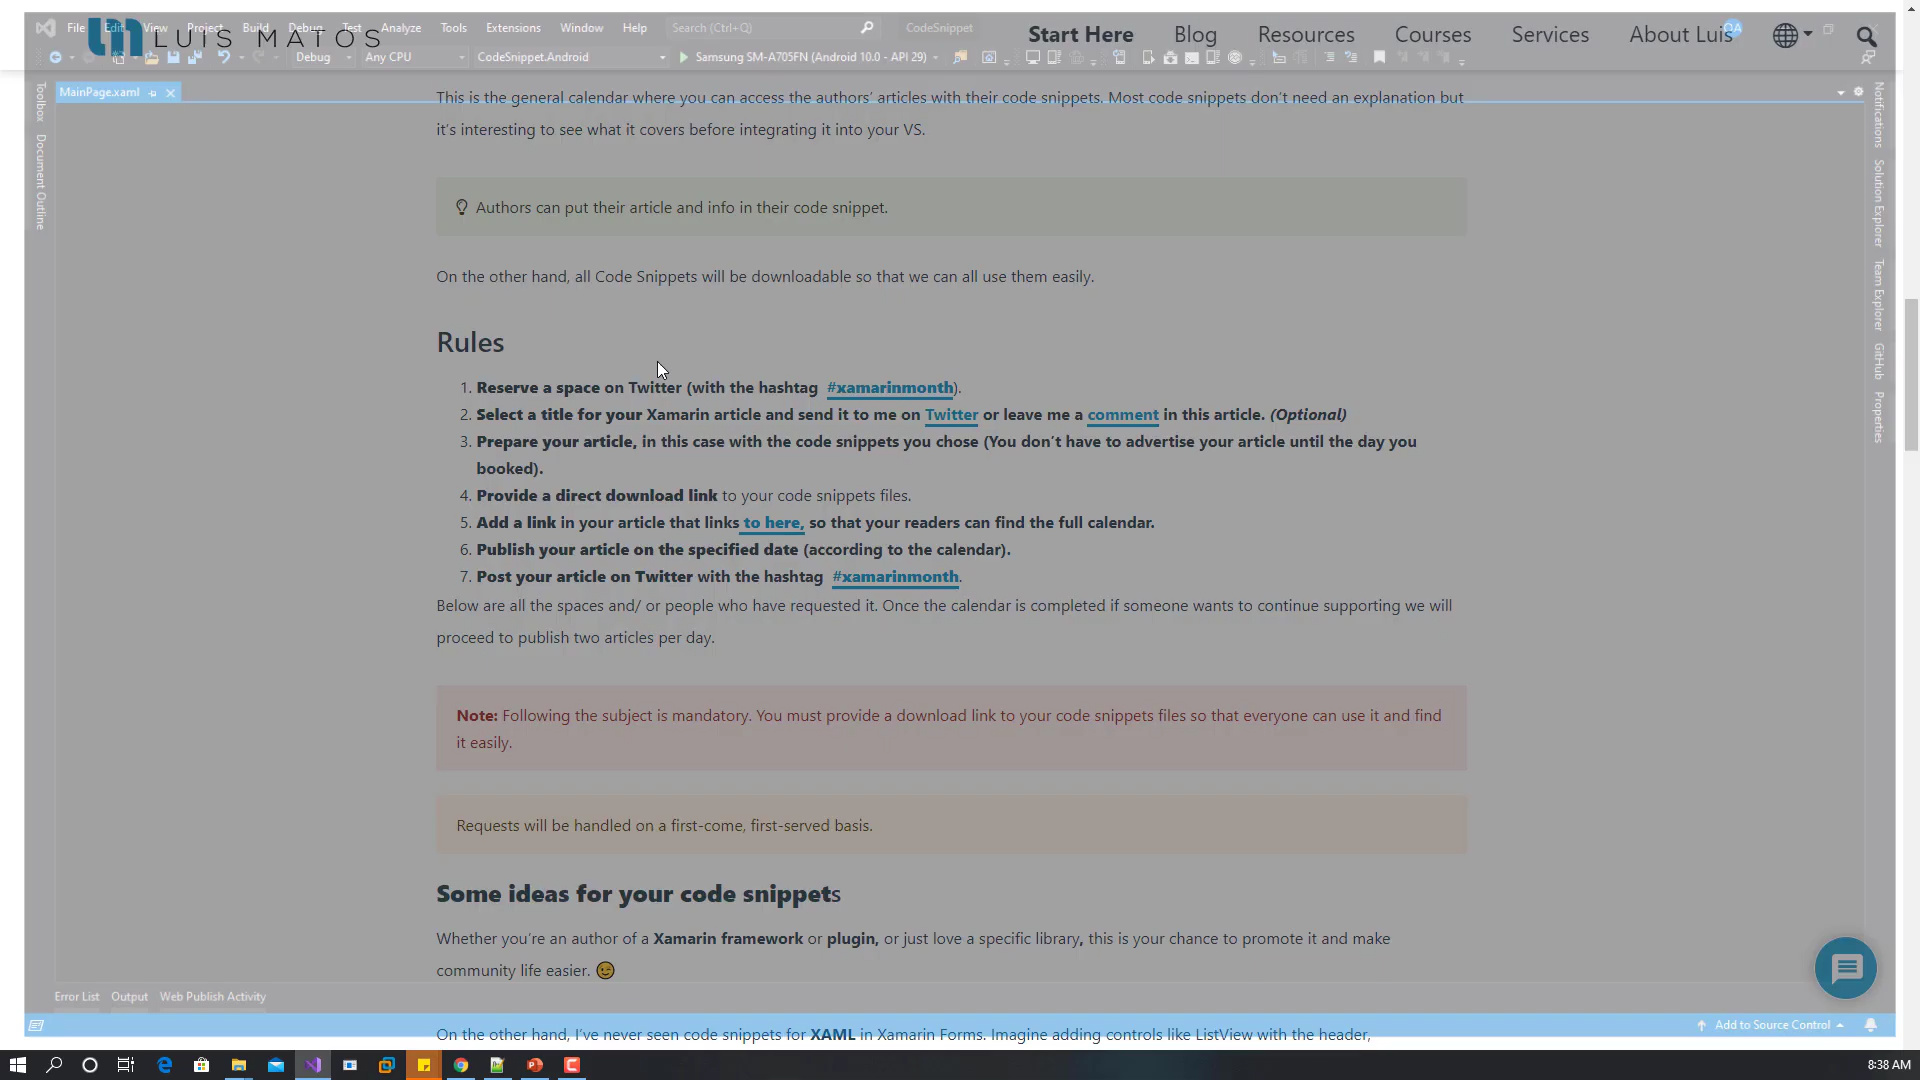 File Edit View Project Build Debug Test Analyze Tools Extensions Window Help Search (Ctrl+Q) CodeSnippet
LUIS MATOS
Start Here Blog Resources Courses Services About Luis
Debug Any CPU CodeSnippet.Android Samsung SM-A705FN (Android 10.0 - API 29)
MainPage.xaml
Toolbox
Document Outline
Notifications
Solution Explorer
Team Explorer
GitHub
Properties
This is the general calendar where you can access the authors’ articles with their code snippets. Most code snippets don’t need an explanation but
it’s interesting to see what it covers before integrating it into your VS.
Authors can put their article and info in their code snippet.
On the other hand, all Code Snippets will be downloadable so that we can all use them easily.
Rules
1. Reserve a space on Twitter (with the hashtag #xamarinmonth).
2. Select a title for your Xamarin article and send it to me on Twitter or leave me a comment in this article. (Optional)
3. Prepare your article, in this case with the code snippets you chose (You don’t have to advertise your article until the day you
booked).
4. Provide a direct download link to your code snippets files.
5. Add a link in your article that links to here, so that your readers can find the full calendar.
6. Publish your article on the specified date (according to the calendar).
7. Post your article on Twitter with the hashtag #xamarinmonth.
Below are all the spaces and/ or people who have requested it. Once the calendar is completed if someone wants to continue supporting we will
proceed to publish two articles per day.
Note: Following the subject is mandatory. You must provide a download link to your code snippets files so that everyone can use it and find
it easily.
Requests will be handled on a first-come, first-served basis.
Some ideas for your code snippets
Whether you’re an author of a Xamarin framework or plugin, or just love a specific library, this is your chance to promote it and make
community life easier. 😉
Error List Output Web Publish Activity
On the other hand, I’ve never seen code snippets for XAML in Xamarin Forms. Imagine adding controls like ListView with the header,
Add to Source Control
8:38 AM